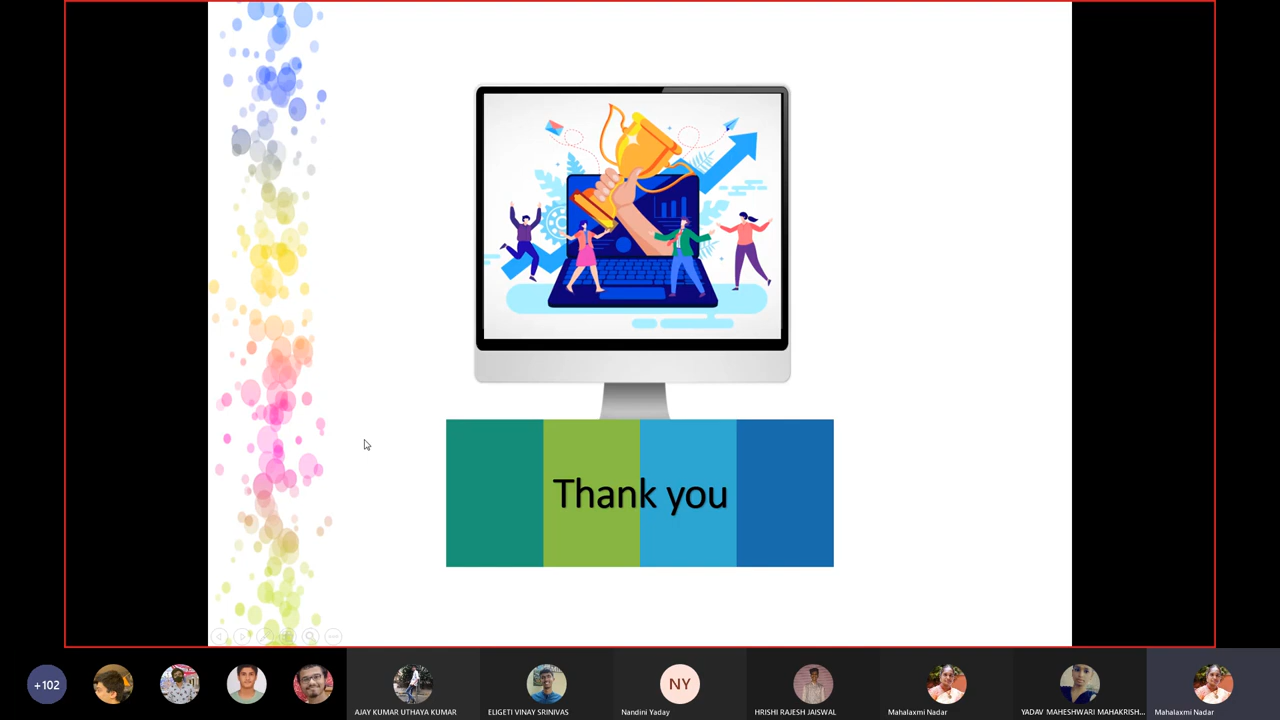 Thank you
+102
AJAY KUMAR UTHAYA KUMAR
ELIGETI VINAY SRINIVAS
NY
Nandini Yadav
HRISHI RAJESH JAISWAL
Mahalaxmi Nadar
YADAV MAHESHWARI MAHAKRISH...
Mahalaxmi Nadar